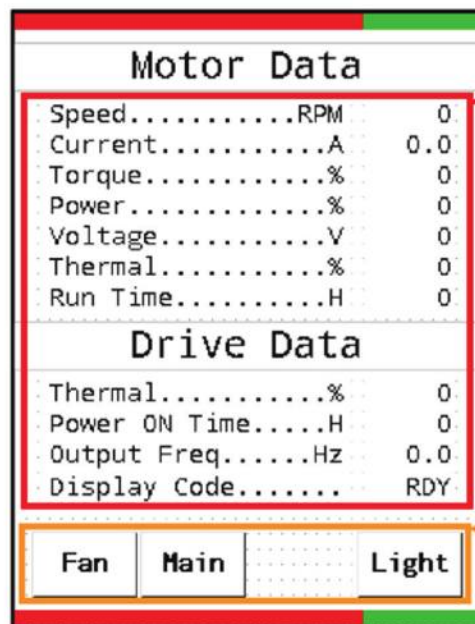 Motor Data
Speed...........RPM 0
Current...........A 0.0
Torque............% 0
Power.............% 0
Voltage...........V 0
Thermal...........% 0
Run Time..........H 0
Drive Data
Thermal...........% 0
Power ON Time.....H 0
Output Freq......Hz 0.0
Display Code....... RDY
Fan Main Light